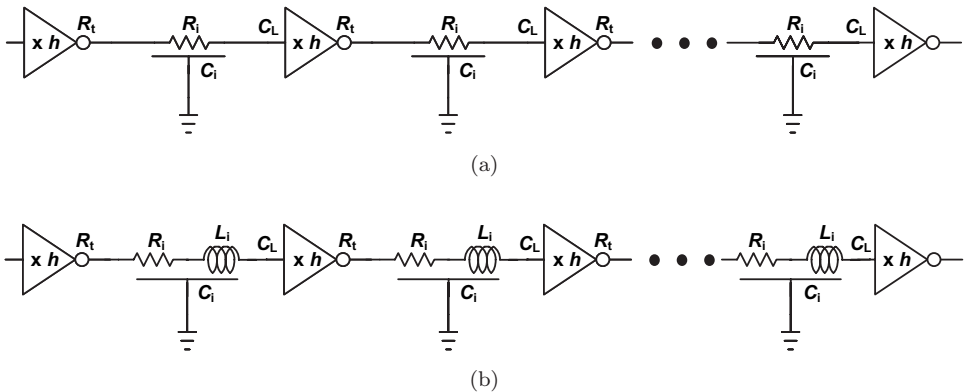 R_t R_i C_L R_t R_i C_L R_t R_i C_L
x h x h x h x h
C_i C_i C_i
(a)
R_t R_i L_i C_L R_t R_i L_i C_L R_t R_i L_i C_L
x h x h x h x h
C_i C_i C_i
(b)